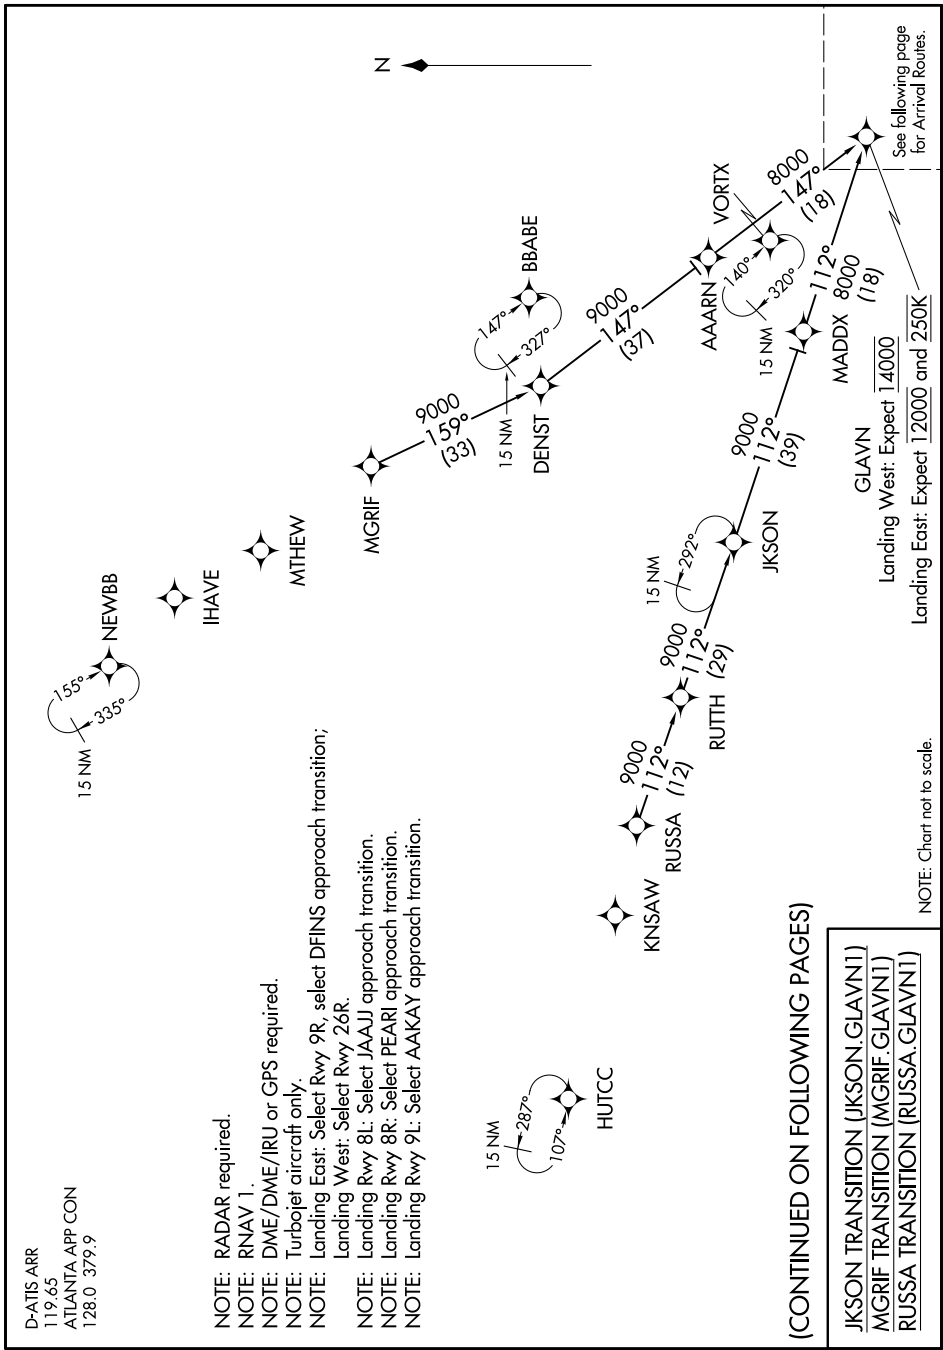 D-ATIS ARR
119.65
ATLANTA APP CON
128.0 379.9
NOTE: RADAR required.
NOTE: RNAV 1.
NOTE: DME/DME/IRU or GPS required.
NOTE: Turbojet aircraft only.
NOTE: Landing East: Select Rwy 9R, select DFINS approach transition;
Landing West: Select Rwy 26R.
NOTE: Landing Rwy 8L: Select JAAJJ approach transition.
NOTE: Landing Rwy 8R: Select PEARI approach transition.
NOTE: Landing Rwy 9L: Select AAKAY approach transition.
15 NM
155°
335°
NEWBB
IHAVE
MTHEW
MGRIF
9000
159°
(33)
15 NM
147°
327°
BBABE
DENST
9000
147°
(37)
AAARN
VORTX
15 NM
140°
320°
8000
147°
(18)
N
15 NM
287°
107°
HUTCC
KNSAW
RUSSA
9000
112°
(12)
RUTTH
9000
112°
(29)
15 NM
292°
JKSON
9000
112°
(39)
MADDX
112°
8000
(18)
GLAVN
Landing West: Expect 14000
Landing East: Expect 12000 and 250K
See following page
for Arrival Routes.
NOTE: Chart not to scale.
(CONTINUED ON FOLLOWING PAGES)
JKSON TRANSITION (JKSON.GLAVN1)
MGRIF TRANSITION (MGRIF.GLAVN1)
RUSSA TRANSITION (RUSSA.GLAVN1)